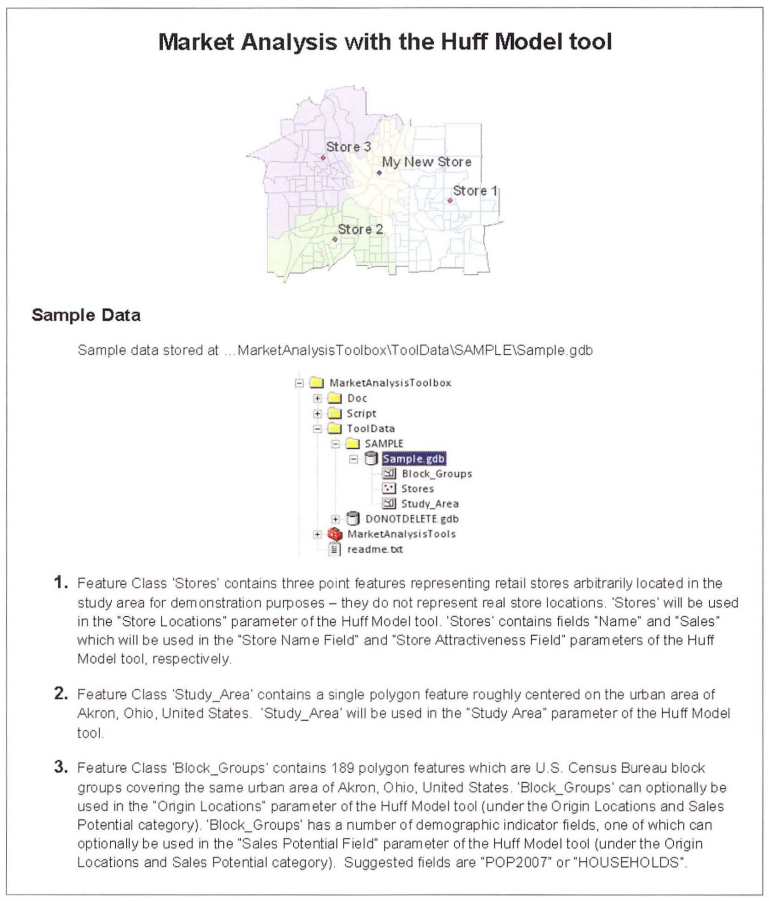 Market Analysis with the Huff Model tool
Store 3
My New Store
Store 1
Store 2
Sample Data
Sample data stored at ...MarketAnalysisToolbox\ToolData\SAMPLE\Sample.gdb
MarketAnalysisToolbox
Doc
Script
ToolData
SAMPLE
Sample.gdb
Block_Groups
Stores
Study_Area
DONOTDELETE.gdb
MarketAnalysisTools
readme.txt
1. Feature Class 'Stores' contains three point features representing retail stores arbitrarily located in the
study area for demonstration purposes – they do not represent real store locations. 'Stores' will be used
in the "Store Locations" parameter of the Huff Model tool. 'Stores' contains fields "Name" and "Sales"
which will be used in the "Store Name Field" and "Store Attractiveness Field" parameters of the Huff
Model tool, respectively.
2. Feature Class 'Study_Area' contains a single polygon feature roughly centered on the urban area of
Akron, Ohio, United States. 'Study_Area' will be used in the "Study Area" parameter of the Huff Model
tool.
3. Feature Class 'Block_Groups' contains 189 polygon features which are U.S. Census Bureau block
groups covering the same urban area of Akron, Ohio, United States. 'Block_Groups' can optionally be
used in the "Origin Locations" parameter of the Huff Model tool (under the Origin Locations and Sales
Potential category). 'Block_Groups' has a number of demographic indicator fields, one of which can
optionally be used in the "Sales Potential Field" parameter of the Huff Model tool (under the Origin
Locations and Sales Potential category). Suggested fields are "POP2007" or "HOUSEHOLDS".